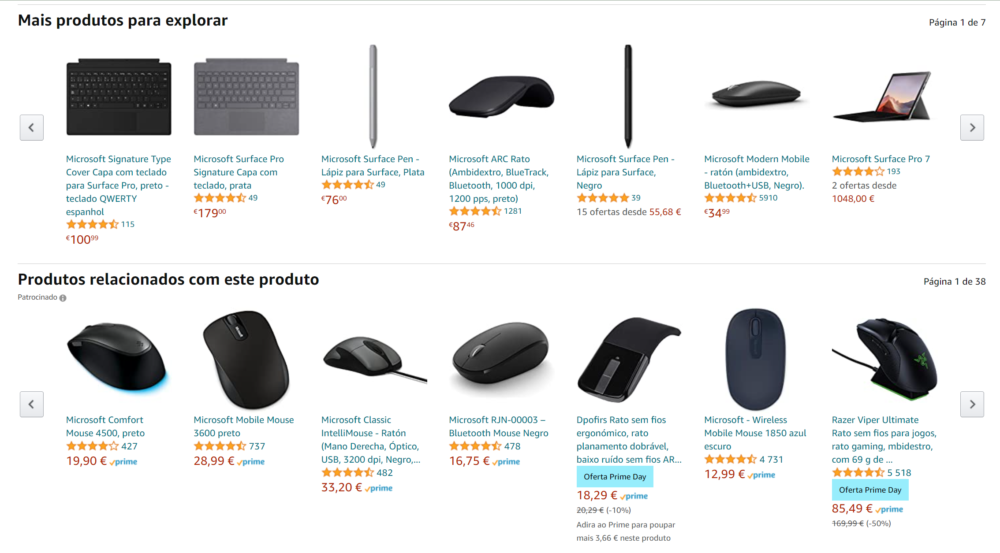 Mais produtos para explorar
Página 1 de 7
Microsoft Signature Type
Cover Capa com teclado
para Surface Pro, preto -
teclado QWERTY
espanhol
115
€10099
Microsoft Surface Pro
Signature Capa com
teclado, prata
49
€17900
Microsoft Surface Pen -
Lápiz para Surface, Plata
49
€7600
Microsoft ARC Rato
(Ambidextro, BlueTrack,
Bluetooth, 1000 dpi,
1200 pps, preto)
1281
€8746
Microsoft Surface Pen -
Lápiz para Surface,
Negro
39
15 ofertas desde 55,68 €
Microsoft Modern Mobile
- ratón (ambidextro,
Bluetooth+USB, Negro).
5910
€3499
Microsoft Surface Pro 7
193
2 ofertas desde
1048,00 €
Produtos relacionados com este produto
Página 1 de 38
Patrocinado
Microsoft
Microsoft Comfort
Mouse 4500, preto
427
19,90 € prime
Microsoft Mobile Mouse
3600 preto
737
28,99 € prime
Microsoft Classic
IntelliMouse - Ratón
(Mano Derecha, Óptico,
USB, 3200 dpi, Negro,...
482
33,20 € prime
Microsoft RJN-00003 –
Bluetooth Mouse Negro
478
16,75 € prime
Dpofirs Rato sem fios
ergonómico, rato
planamento dobrável,
baixo ruído sem fios AR...
Oferta Prime Day
18,29 € prime
20,29 € (-10%)
Adira ao Prime para poupar
mais 3,66 € neste produto
Microsoft - Wireless
Mobile Mouse 1850 azul
escuro
4 731
12,99 € prime
Razer Viper Ultimate
Rato sem fios para jogos,
rato gaming, mbidestro,
com 69 g de ...
5 518
Oferta Prime Day
85,49 € prime
169,99 € (-50%)